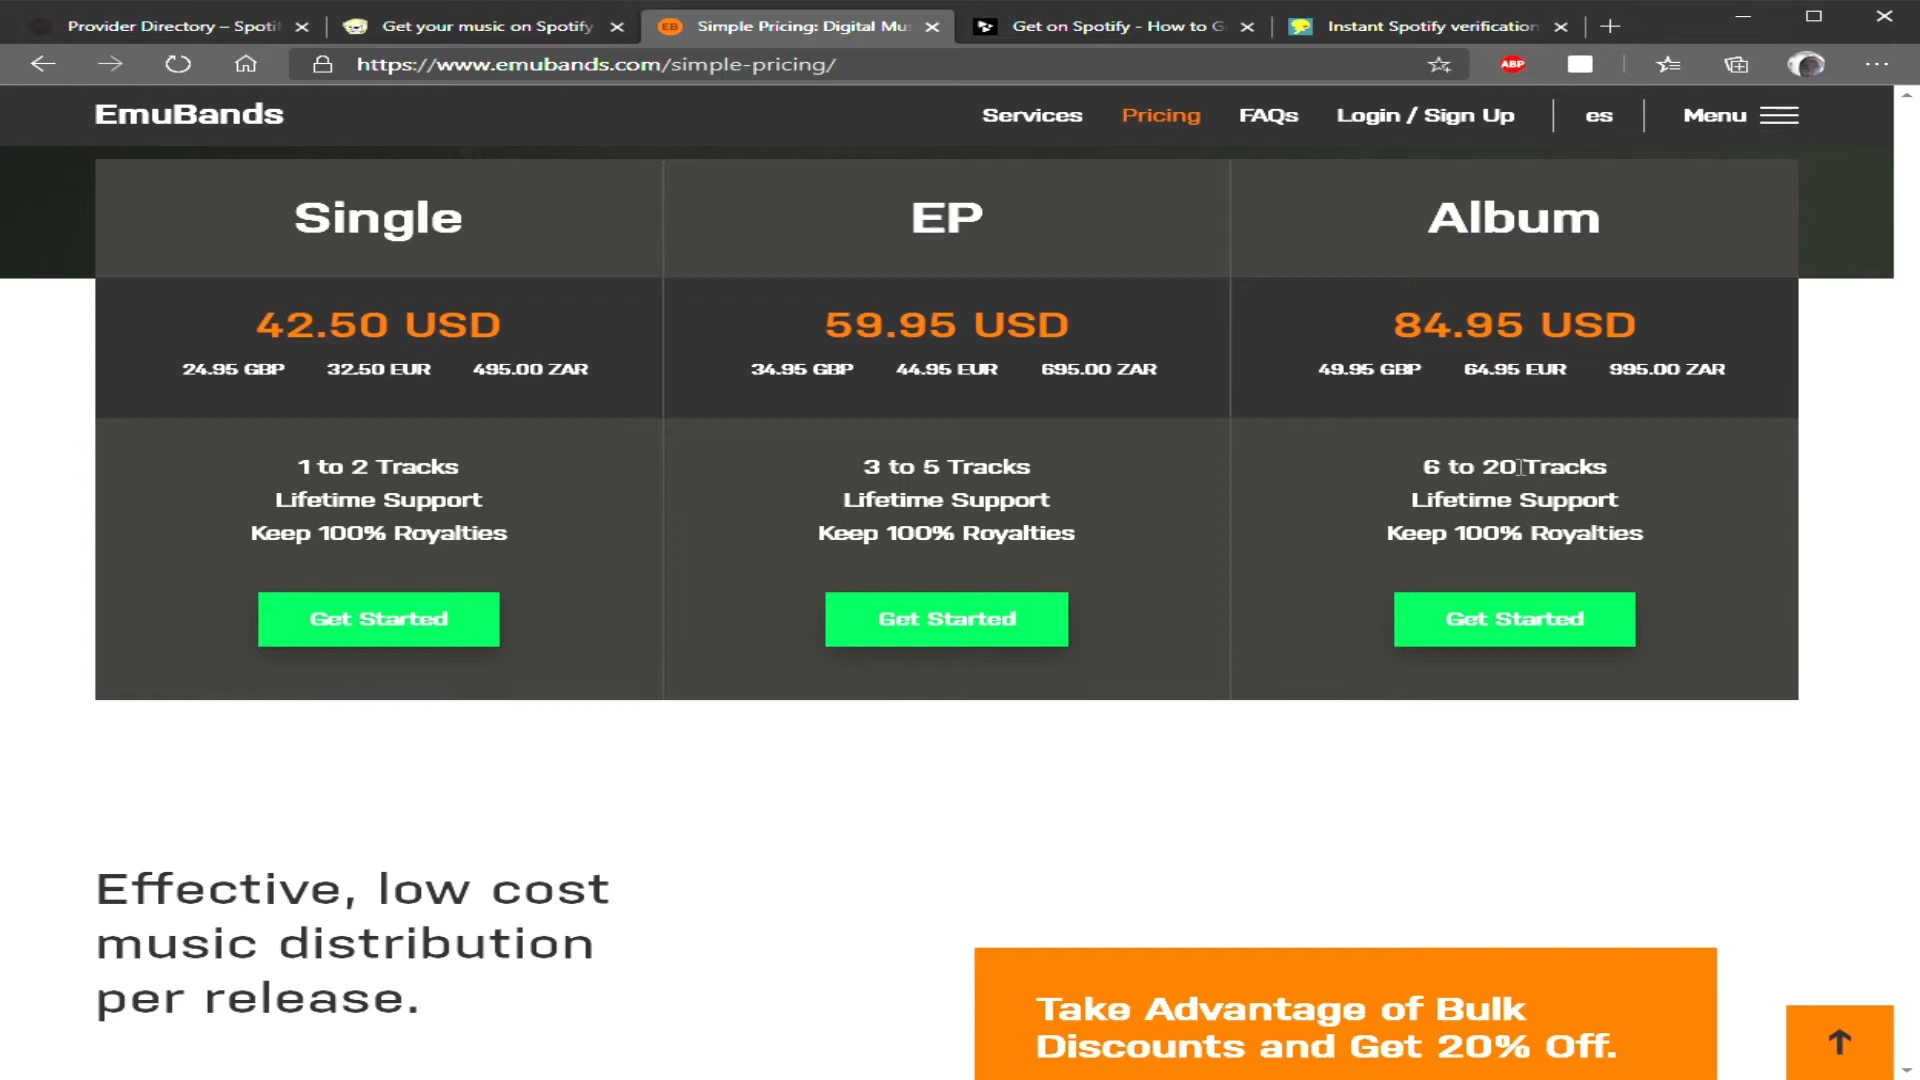 Provider Directory – Spoti
Get your music on Spotify
EB
Simple Pricing: Digital Mu
Get on Spotify - How to G
Instant Spotify verification
https://www.emubands.com/simple-pricing/
ABP
EmuBands
Services
Pricing
FAQs
Login / Sign Up
es
Menu
Single
EP
Album
42.50 USD
59.95 USD
84.95 USD
24.95 GBP 32.50 EUR 495.00 ZAR
34.95 GBP 44.95 EUR 695.00 ZAR
49.95 GBP 64.95 EUR 995.00 ZAR
1 to 2 Tracks
Lifetime Support
Keep 100% Royalties
3 to 5 Tracks
Lifetime Support
Keep 100% Royalties
6 to 20 Tracks
Lifetime Support
Keep 100% Royalties
Get Started
Get Started
Get Started
Effective, low cost
music distribution
per release.
Take Advantage of Bulk
Discounts and Get 20% Off.